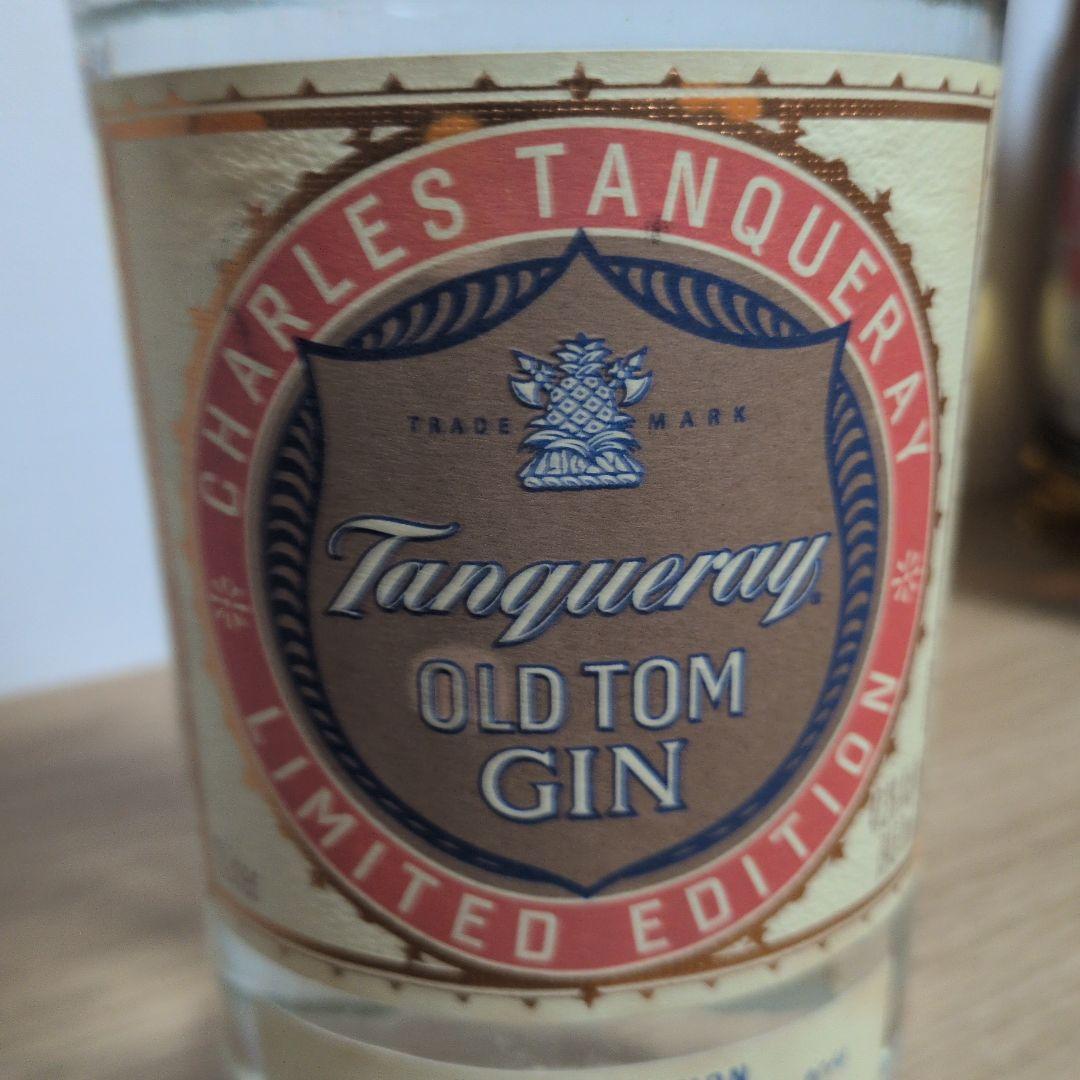 CHARLES TANQUERAY
TRADE MARK
Tanqueray
OLD TOM
GIN
LIMITED EDITION